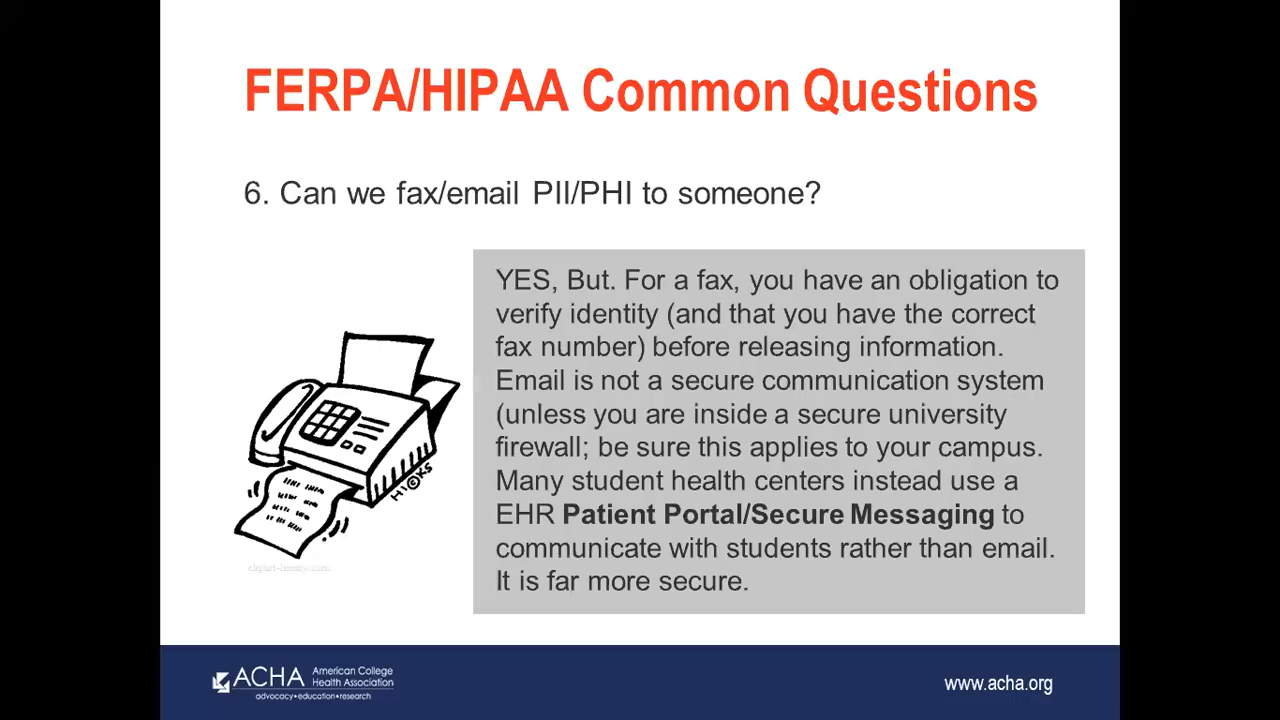 FERPA/HIPAA Common Questions
6. Can we fax/email PII/PHI to someone?
YES, But. For a fax, you have an obligation to
verify identity (and that you have the correct
fax number) before releasing information.
Email is not a secure communication system
(unless you are inside a secure university
firewall; be sure this applies to your campus.
Many student health centers instead use a
EHR Patient Portal/Secure Messaging to
communicate with students rather than email.
It is far more secure.
ACHA
American College
Health Association
advocacy•education•research
www.acha.org